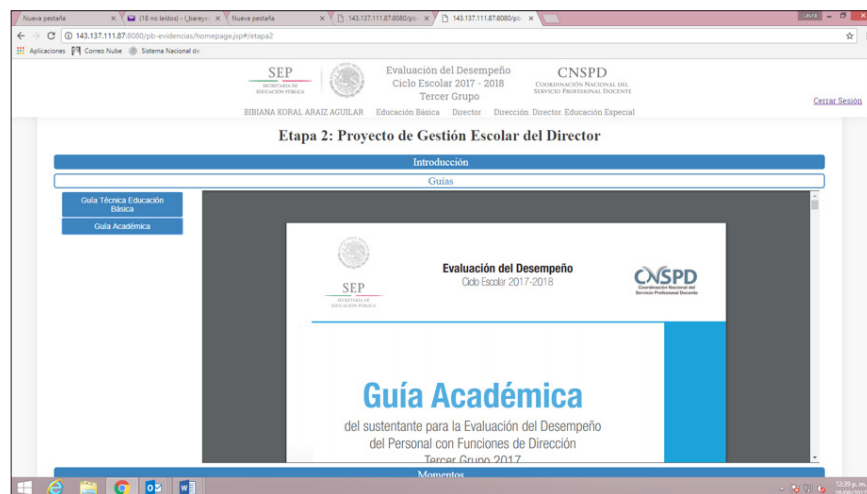 Nueva pestaña
(18 no leídos) - l_bareye
Nueva pestaña
143.137.111.87:8080/pb-
143.137.111.87:8080/pb-
143.137.111.87:8080/pb-evidencias/homepage.jsp#/etapa2
Aplicaciones
Correo Nube
Sistema Nacional de
SEP
SECRETARÍA DE
EDUCACIÓN PÚBLICA
Evaluación del Desempeño
Ciclo Escolar 2017 - 2018
Tercer Grupo
CNSPD
COORDINACIÓN NACIONAL DEL
SERVICIO PROFESIONAL DOCENTE
Cerrar Sesión
BIBIANA KORAL ARAIZ AGUILAR Educación Básica Director Dirección. Director. Educación Especial
Etapa 2: Proyecto de Gestión Escolar del Director
Introducción
Guías
Guía Técnica Educación
Básica
Guía Académica
SEP
SECRETARÍA DE
EDUCACIÓN PÚBLICA
Evaluación del Desempeño
Ciclo Escolar 2017-2018
CNSPD
Coordinación Nacional del
Servicio Profesional Docente
Guía Académica
del sustentante para la Evaluación del Desempeño
del Personal con Funciones de Dirección
Tercer Grupo 2017
Momentos
12:39 p. m.